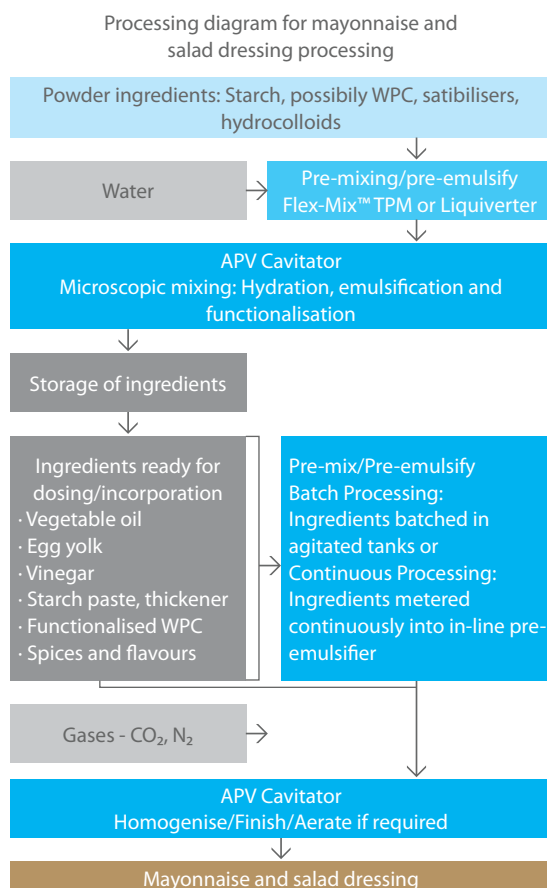 Processing diagram for mayonnaise and
salad dressing processing
Powder ingredients: Starch, possibily WPC, satibilisers,
hydrocolloids
Water
Pre-mixing/pre-emulsify
Flex-Mix™ TPM or Liquiverter
APV Cavitator
Microscopic mixing: Hydration, emulsification and
functionalisation
Storage of ingredients
Ingredients ready for
dosing/incorporation
· Vegetable oil
· Egg yolk
· Vinegar
· Starch paste, thickener
· Functionalised WPC
· Spices and flavours
Pre-mix/Pre-emulsify
Batch Processing:
Ingredients batched in
agitated tanks or
Continuous Processing:
Ingredients metered
continuously into in-line pre-
emulsifier
Gases - CO₂, N₂
APV Cavitator
Homogenise/Finish/Aerate if required
Mayonnaise and salad dressing